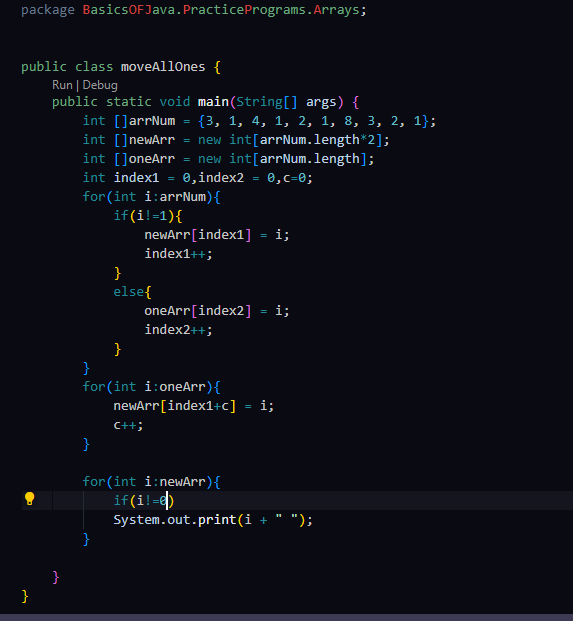 package BasicsOFJava.PracticePrograms.Arrays;
public class moveAllOnes {
Run | Debug
public static void main(String[] args) {
int []arrNum = {3, 1, 4, 1, 2, 1, 8, 3, 2, 1};
int []newArr = new int[arrNum.length*2];
int []oneArr = new int[arrNum.length];
int index1 = 0,index2 = 0,c=0;
for(int i:arrNum){
if(i!=1){
newArr[index1] = i;
index1++;
}
else{
oneArr[index2] = i;
index2++;
}
}
for(int i:oneArr){
newArr[index1+c] = i;
c++;
}
for(int i:newArr){
if(i!=0)
System.out.print(i + " ");
}
}
}